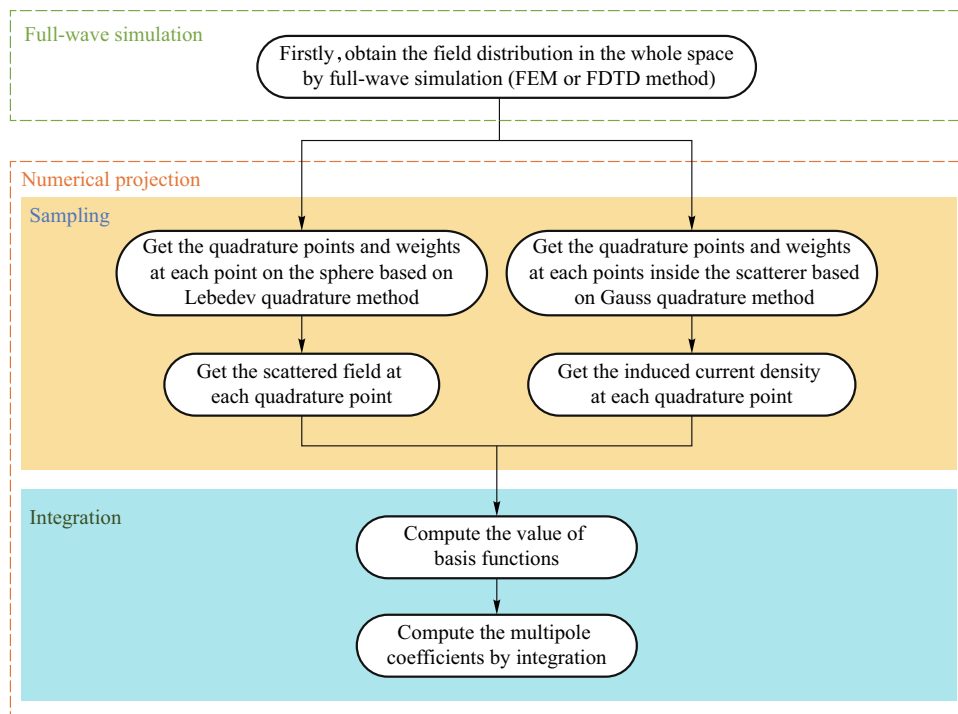 Full-wave simulation
Firstly, obtain the field distribution in the whole space
by full-wave simulation (FEM or FDTD method)
Numerical projection
Sampling
Get the quadrature points and weights
at each point on the sphere based on
Lebedev quadrature method
Get the quadrature points and weights
at each points inside the scatterer based
on Gauss quadrature method
Get the scattered field at
each quadrature point
Get the induced current density
at each quadrature point
Integration
Compute the value of
basis functions
Compute the multipole
coefficients by integration